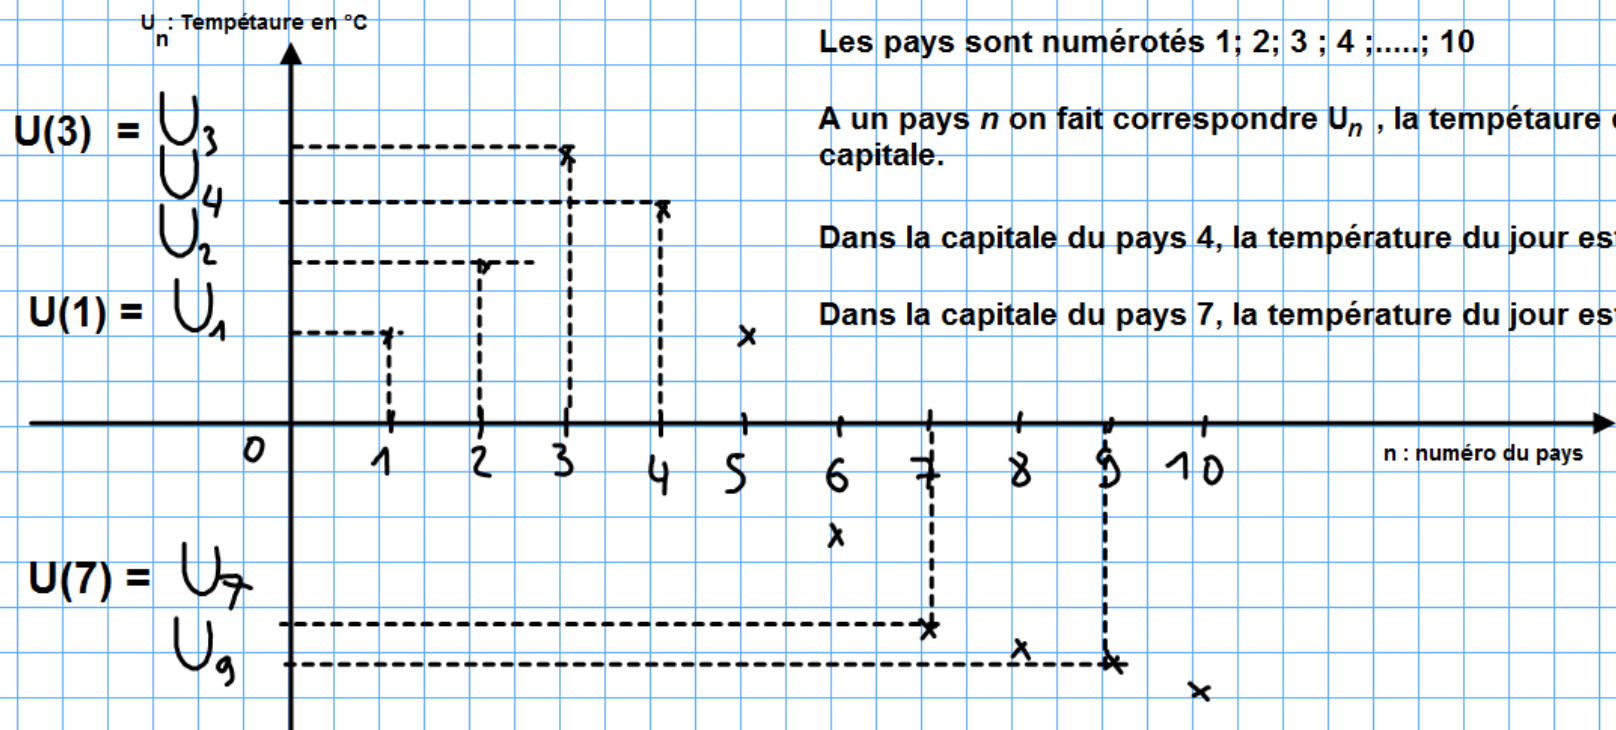 U : Tempétaure en °C
n
Les pays sont numérotés 1; 2; 3 ; 4 ;.....; 10
U(3) = U3
A un pays n on fait correspondre Un , la tempétaure
capitale.
U4
U2
Dans la capitale du pays 4, la température du jour est
U(1) = U1
Dans la capitale du pays 7, la température du jour est
0 1 2 3 4 5 6 7 8 9 10
n : numéro du pays
U(7) = U7
U9